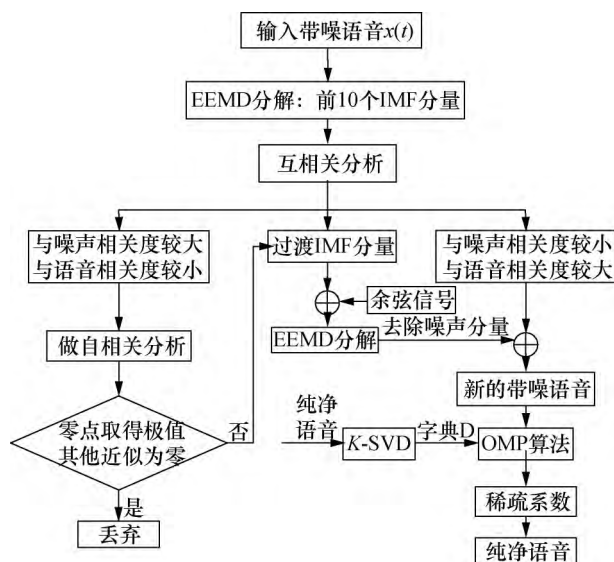 输入带噪语音x(t)
EEMD分解：前10个IMF分量
互相关分析
与噪声相关度较大
与语音相关度较小
过渡IMF分量
与噪声相关度较小
与语音相关度较大
余弦信号
做自相关分析
EEMD分解
去除噪声分量
新的带噪语音
零点取得极值
其他近似为零
否
是
丢弃
纯净
语音
K-SVD
字典D
OMP算法
稀疏系数
纯净语音